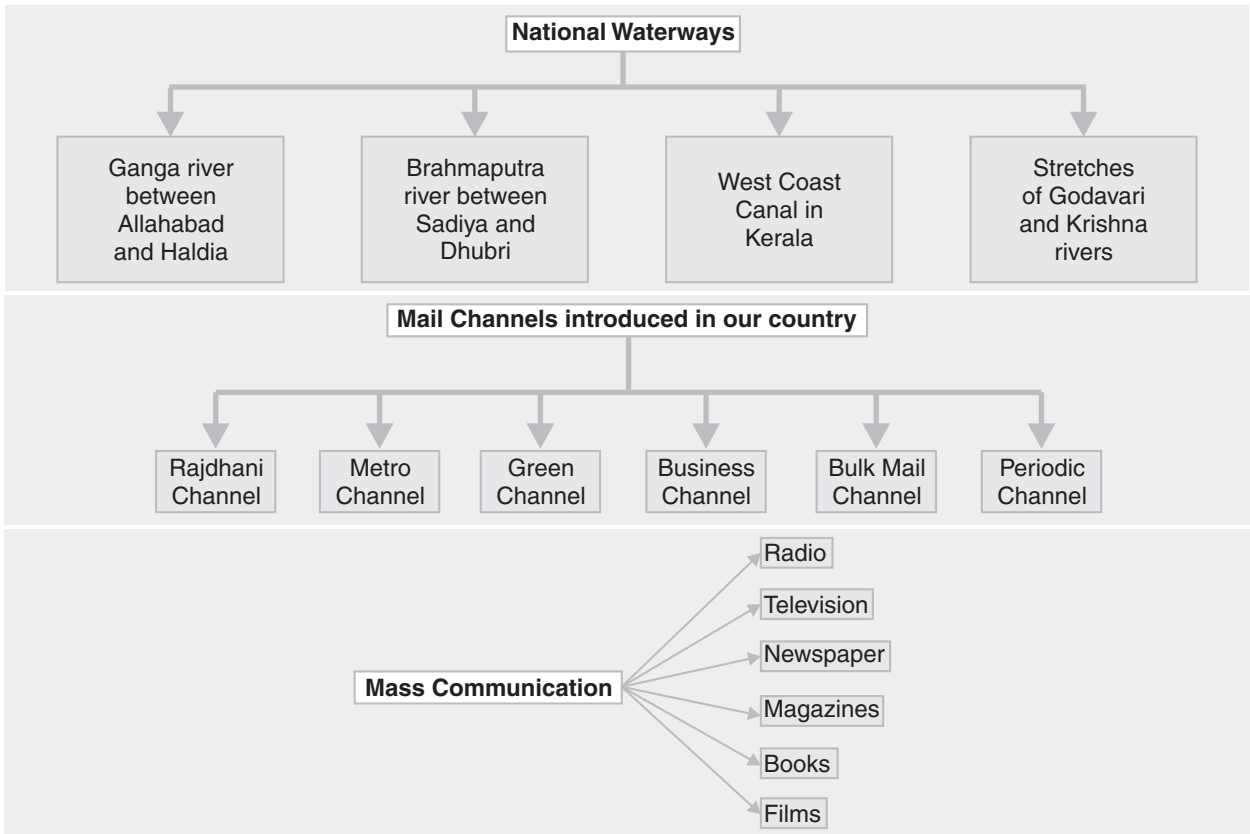 National Waterways
Ganga river
between
Allahabad
and Haldia
Brahmaputra
river between
Sadiya and
Dhubri
West Coast
Canal in
Kerala
Stretches
of Godavari
and Krishna
rivers
Mail Channels introduced in our country
Rajdhani
Channel
Metro
Channel
Green
Channel
Business
Channel
Bulk Mail
Channel
Periodic
Channel
Mass Communication
Radio
Television
Newspaper
Magazines
Books
Films